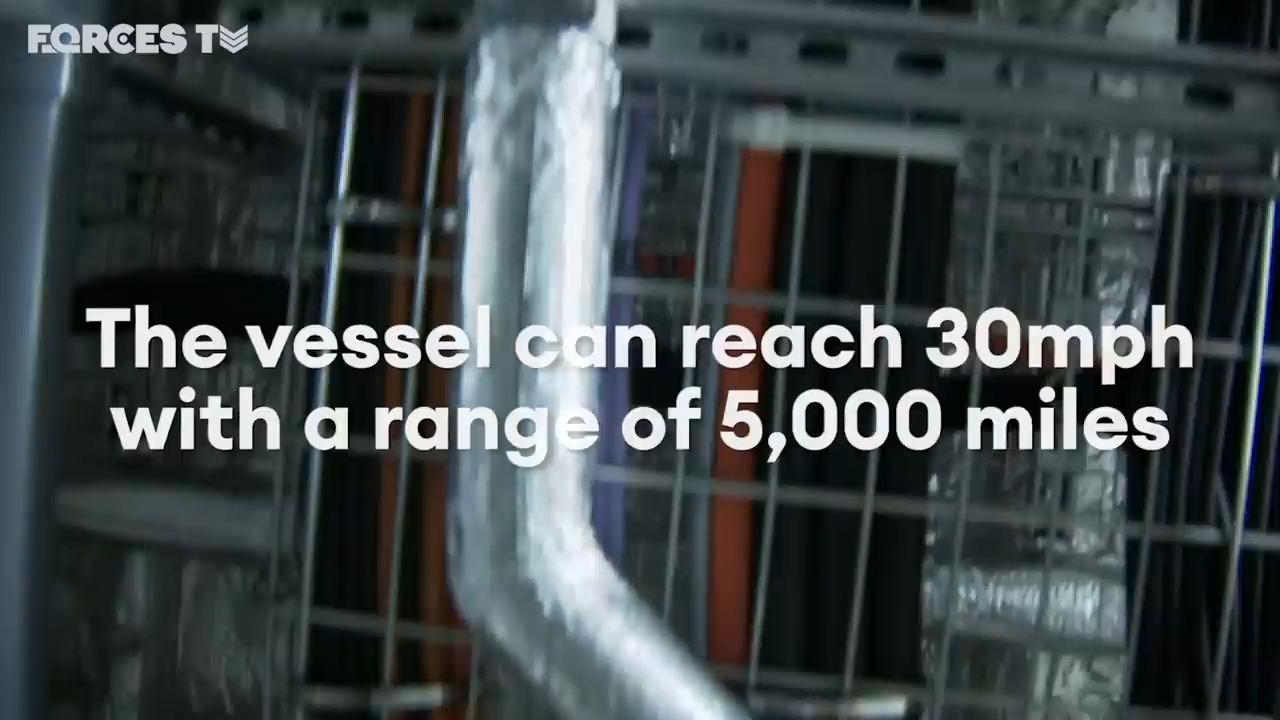 FORCES TV
The vessel can reach 30mph
with a range of 5,000 miles